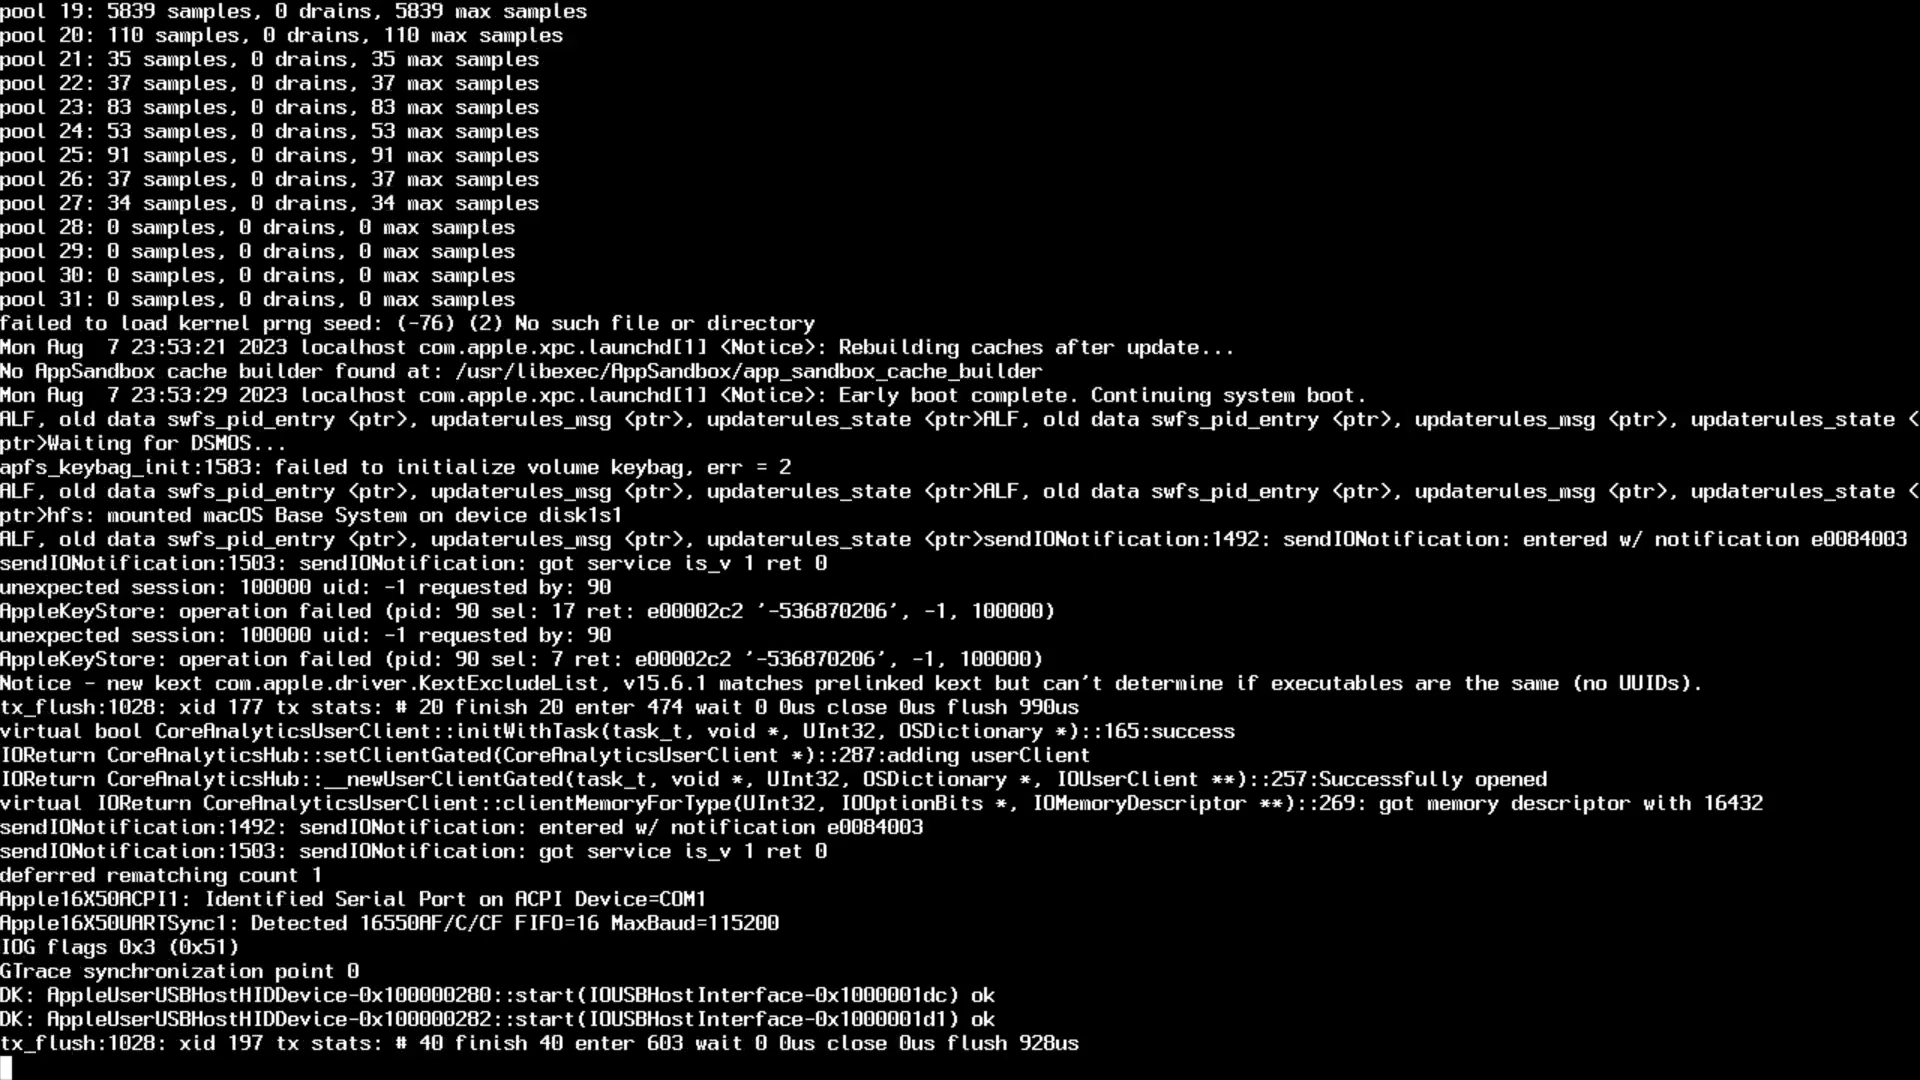 pool 19: 5839 samples, 0 drains, 5839 max samples
pool 20: 110 samples, 0 drains, 110 max samples
pool 21: 35 samples, 0 drains, 35 max samples
pool 22: 37 samples, 0 drains, 37 max samples
pool 23: 83 samples, 0 drains, 83 max samples
pool 24: 53 samples, 0 drains, 53 max samples
pool 25: 91 samples, 0 drains, 91 max samples
pool 26: 37 samples, 0 drains, 37 max samples
pool 27: 34 samples, 0 drains, 34 max samples
pool 28: 0 samples, 0 drains, 0 max samples
pool 29: 0 samples, 0 drains, 0 max samples
pool 30: 0 samples, 0 drains, 0 max samples
pool 31: 0 samples, 0 drains, 0 max samples
failed to load kernel prng seed: (-76) (2) No such file or directory
Mon Aug  7 23:53:21 2023 localhost com.apple.xpc.launchd[1] <Notice>: Rebuilding caches after update...
No AppSandbox cache builder found at: /usr/libexec/AppSandbox/app_sandbox_cache_builder
Mon Aug  7 23:53:29 2023 localhost com.apple.xpc.launchd[1] <Notice>: Early boot complete. Continuing system boot.
ALF, old data swfs_pid_entry <ptr>, updaterules_msg <ptr>, updaterules_state <ptr>ALF, old data swfs_pid_entry <ptr>, updaterules_msg <ptr>, updaterules_state <
ptr>Waiting for DSMOS...
apfs_keybag_init:1583: failed to initialize volume keybag, err = 2
ALF, old data swfs_pid_entry <ptr>, updaterules_msg <ptr>, updaterules_state <ptr>ALF, old data swfs_pid_entry <ptr>, updaterules_msg <ptr>, updaterules_state <
ptr>hfs: mounted macOS Base System on device disk1s1
ALF, old data swfs_pid_entry <ptr>, updaterules_msg <ptr>, updaterules_state <ptr>sendIONotification:1492: sendIONotification: entered w/ notification e0084003
sendIONotification:1503: sendIONotification: got service is_v 1 ret 0
unexpected session: 100000 uid: -1 requested by: 90
AppleKeyStore: operation failed (pid: 90 sel: 17 ret: e00002c2 '-536870206', -1, 100000)
unexpected session: 100000 uid: -1 requested by: 90
AppleKeyStore: operation failed (pid: 90 sel: 7 ret: e00002c2 '-536870206', -1, 100000)
Notice - new kext com.apple.driver.KextExcludeList, v15.6.1 matches prelinked kext but can't determine if executables are the same (no UUIDs).
tx_flush:1028: xid 177 tx stats: # 20 finish 20 enter 474 wait 0 0us close 0us flush 990us
virtual bool CoreAnalyticsUserClient::initWithTask(task_t, void *, UInt32, OSDictionary *)::165:success
IOReturn CoreAnalyticsHub::setClientGated(CoreAnalyticsUserClient *)::287:adding userClient
IOReturn CoreAnalyticsHub::__newUserClientGated(task_t, void *, UInt32, OSDictionary *, IOUserClient **)::257:Successfully opened
virtual IOReturn CoreAnalyticsUserClient::clientMemoryForType(UInt32, IOOptionBits *, IOMemoryDescriptor **)::269: got memory descriptor with 16432
sendIONotification:1492: sendIONotification: entered w/ notification e0084003
sendIONotification:1503: sendIONotification: got service is_v 1 ret 0
deferred rematching count 1
Apple16X50ACPI1: Identified Serial Port on ACPI Device=COM1
Apple16X50UARTSync1: Detected 16550AF/C/CF FIFO=16 MaxBaud=115200
IOG flags 0x3 (0x51)
GTrace synchronization point 0
DK: AppleUserUSBHostHIDDevice-0x100000280::start(IOUSBHostInterface-0x1000001dc) ok
DK: AppleUserUSBHostHIDDevice-0x100000282::start(IOUSBHostInterface-0x1000001d1) ok
tx_flush:1028: xid 197 tx stats: # 40 finish 40 enter 603 wait 0 0us close 0us flush 928us